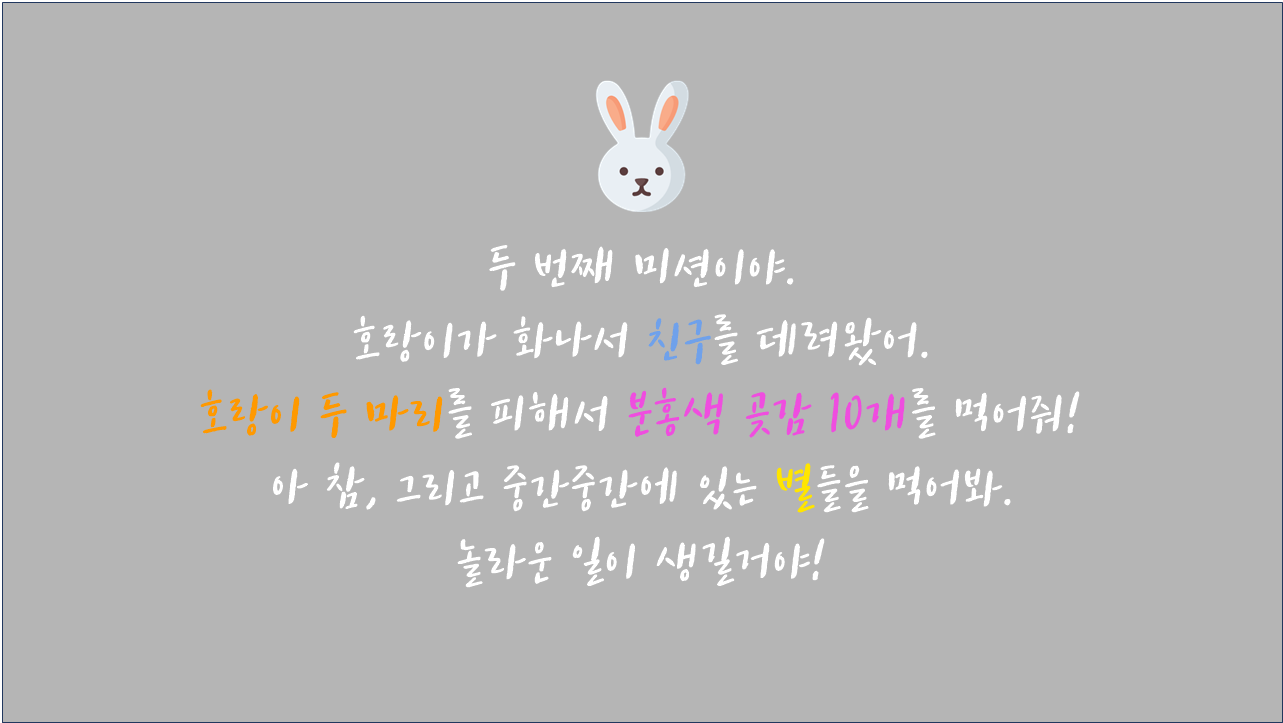 두 번째 미션이야.
호랑이가 화나서 친구를 데려왔어.
호랑이 두 마리를 피해서 분홍색 곶감 10개를 먹어줘!
아 참, 그리고 중간중간에 있는 별들을 먹어봐.
놀라운 일이 생길거야!